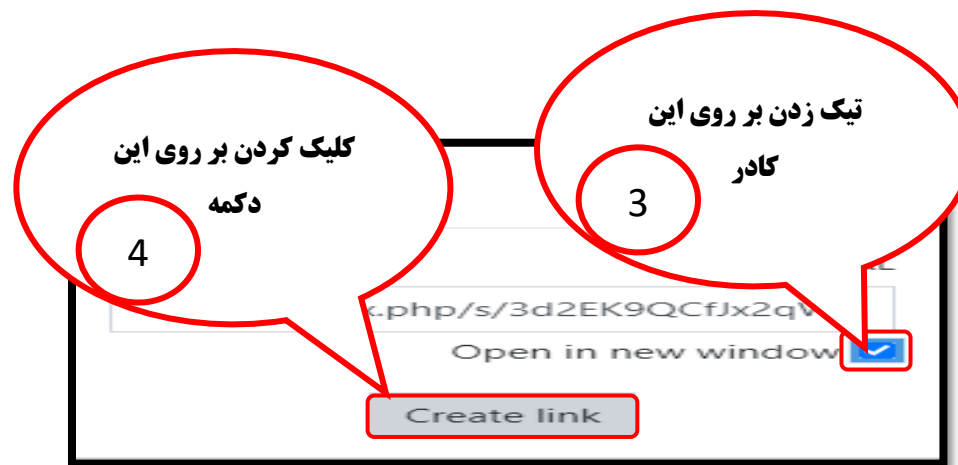 تیک زدن بر روی این
کادر
3
کلیک کردن بر روی این
دکمه
4
.php/s/3d2EK9QCfJx2q
Open in new window
Create link